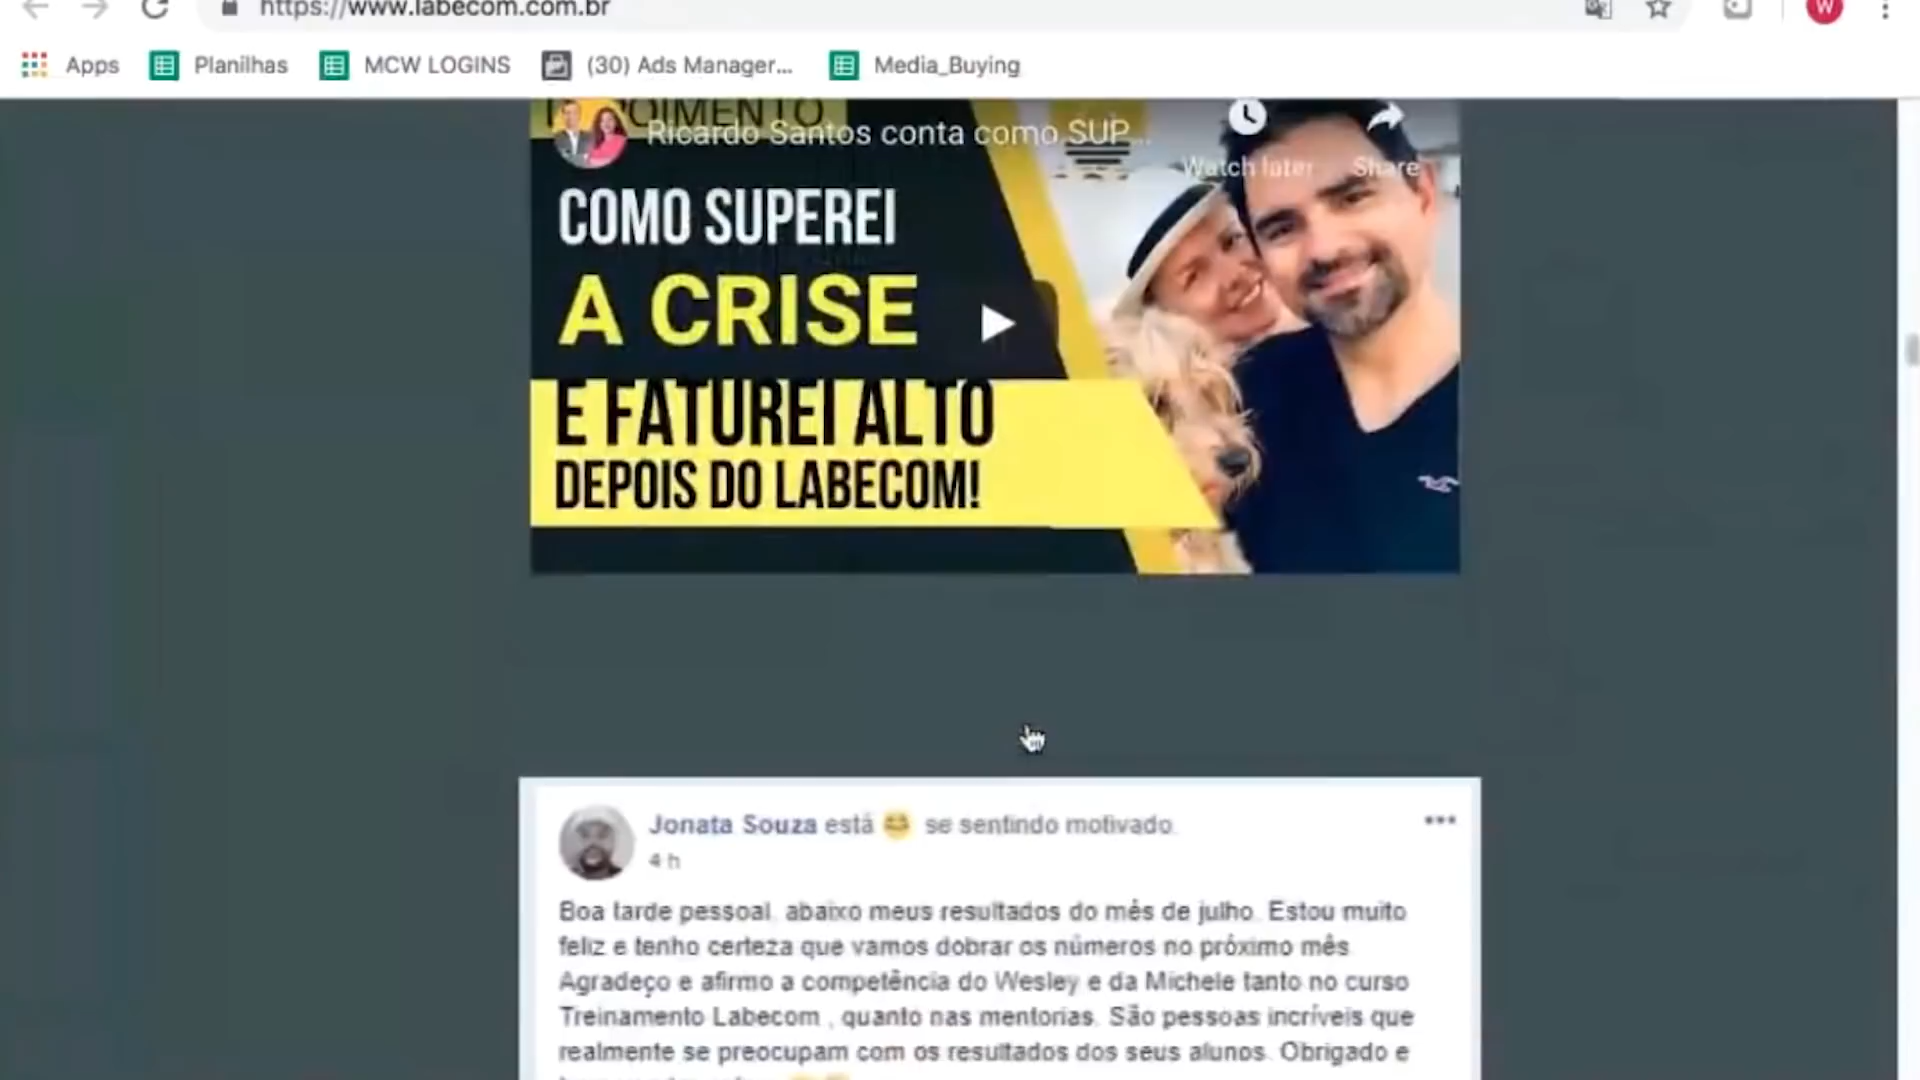 https://www.labecom.com.br
W
Apps
Planilhas
MCW LOGINS
(30) Ads Manager...
Media_Buying
Ricardo Santos conta como SUP...
Watch later
Share
COMO SUPEREI
A CRISE
E FATUREI ALTO
DEPOIS DO LABECOM!
Jonata Souza está 😄 se sentindo motivado.
4 h
Boa tarde pessoal, abaixo meus resultados do mês de julho. Estou muito
feliz e tenho certeza que vamos dobrar os números no próximo mês
Agradeço e afirmo a competência do Wesley e da Michele tanto no curso
Treinamento Labecom , quanto nas mentorias. São pessoas incríveis que
realmente se preocupam com os resultados dos seus alunos. Obrigado e